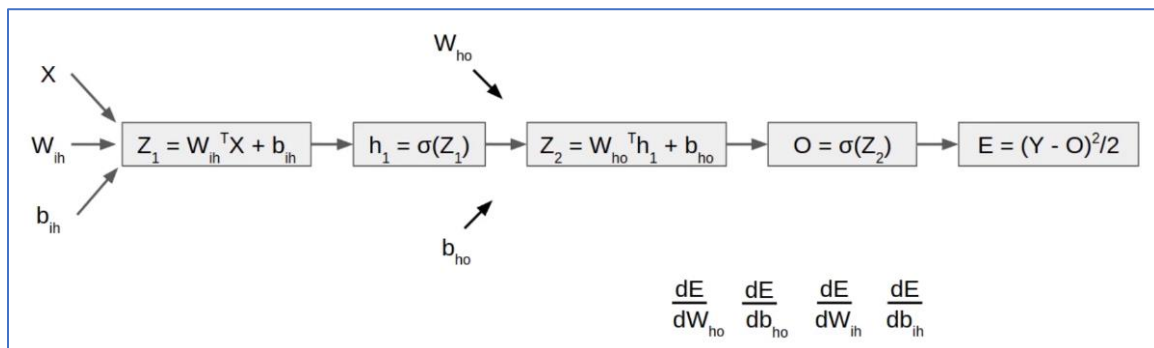 W_ho
X
W_ih
Z_1 = W_ih^T X + b_ih
h_1 = σ(Z_1)
Z_2 = W_ho^T h_1 + b_ho
O = σ(Z_2)
E = (Y - O)^2/2
b_ih
b_ho
dE/dW_ho dE/db_ho dE/dW_ih dE/db_ih